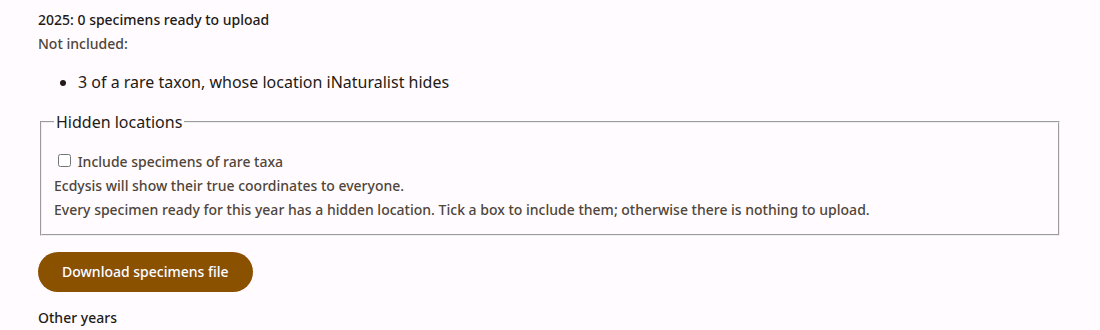 2025: 0 specimens ready to upload
Not included:
3 of a rare taxon, whose location iNaturalist hides
Hidden locations
Include specimens of rare taxa
Ecdysis will show their true coordinates to everyone.
Every specimen ready for this year has a hidden location. Tick a box to include them; otherwise there is nothing to upload.
Download specimens file
Other years